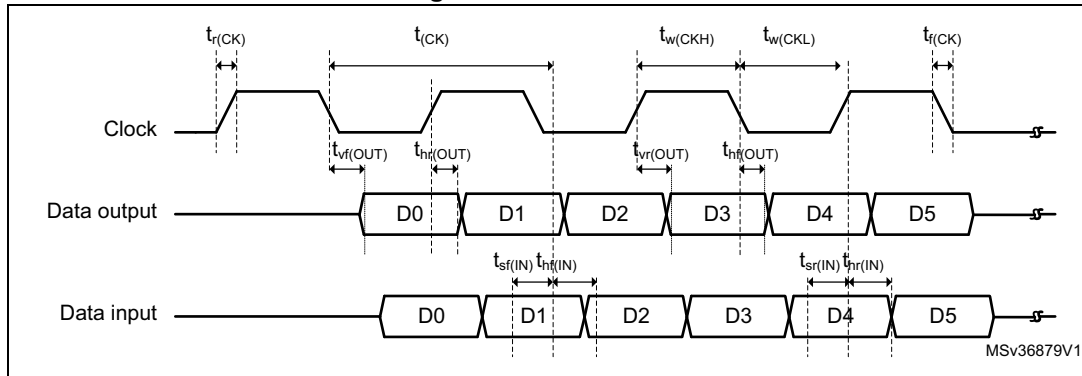 tr(CK) t(CK) tw(CKH) tw(CKL) tf(CK)
Clock
tvf(OUT) thr(OUT) tvr(OUT) thf(OUT)
Data output D0 D1 D2 D3 D4 D5
tsf(IN) thf(IN) tsr(IN) thr(IN)
Data input D0 D1 D2 D3 D4 D5
MSv36879V1